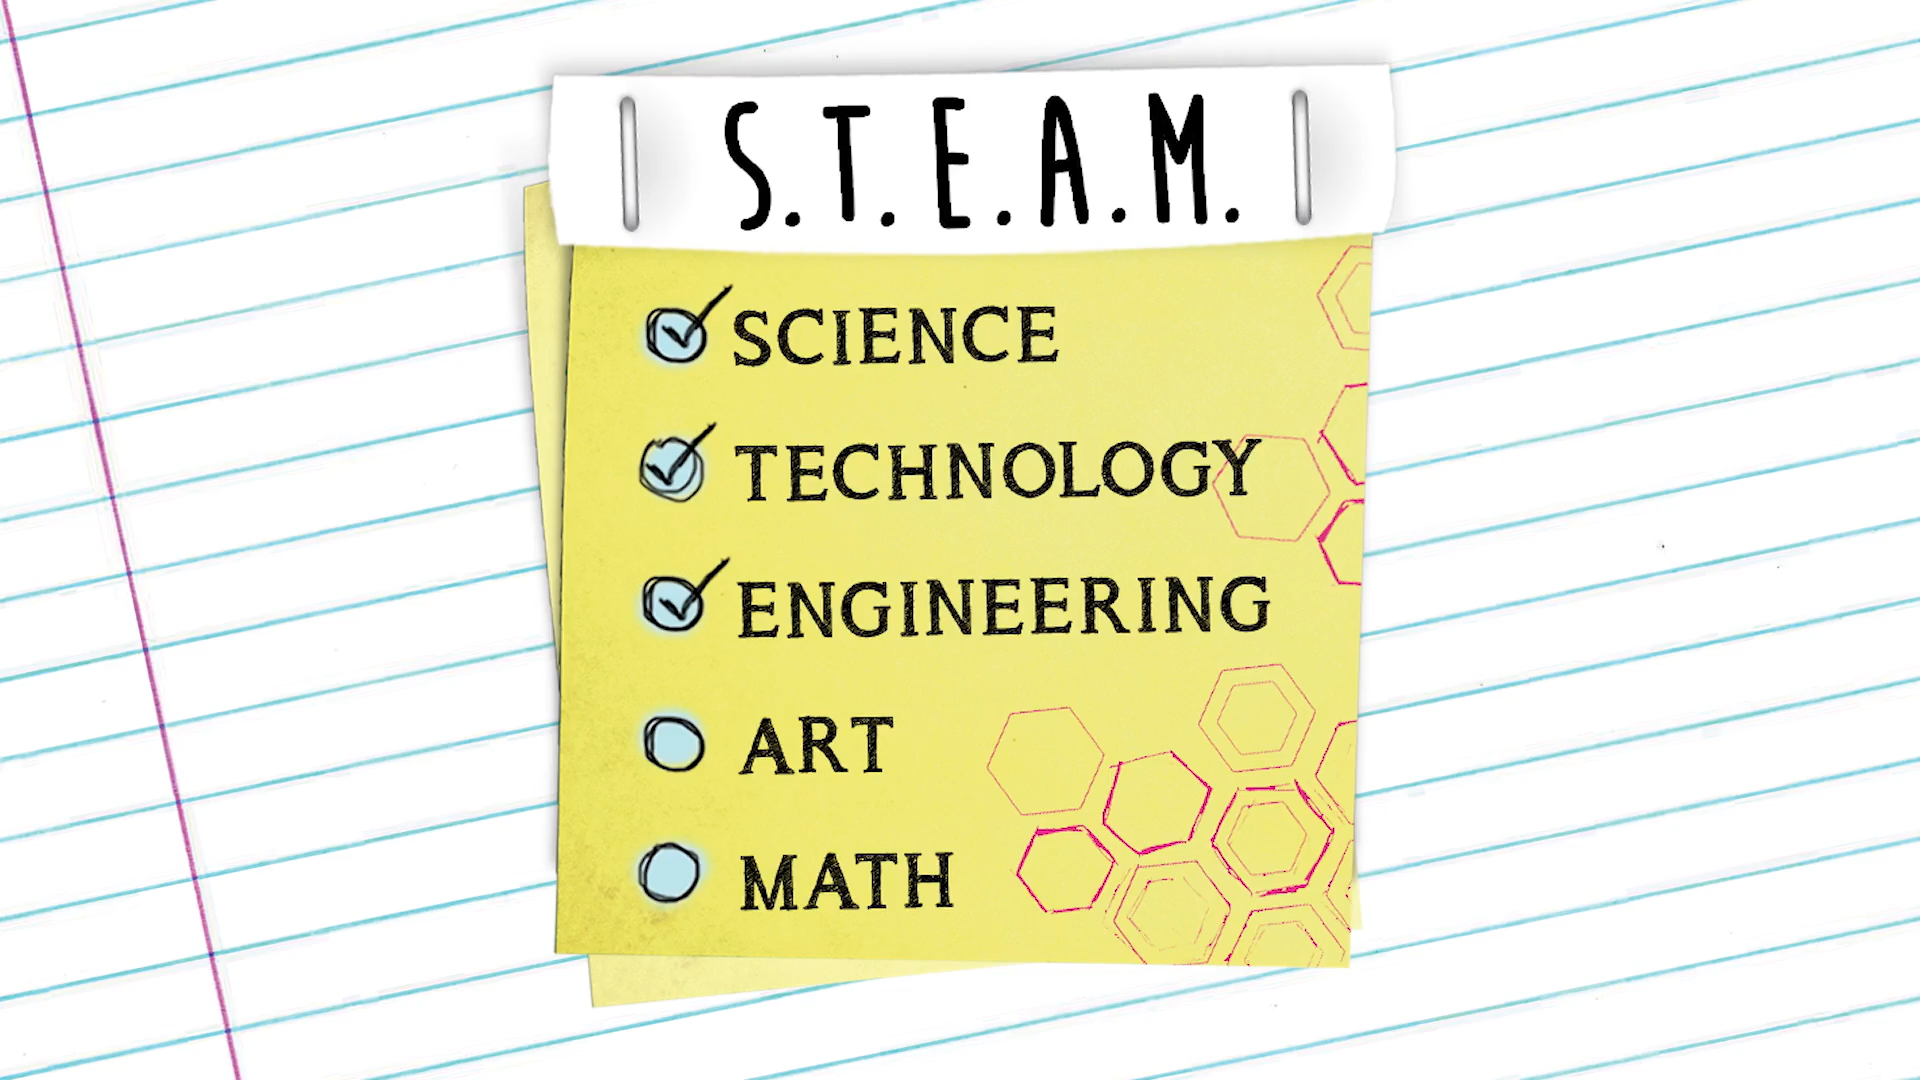 S.T.E.A.M.
SCIENCE
TECHNOLOGY
ENGINEERING
ART
MATH